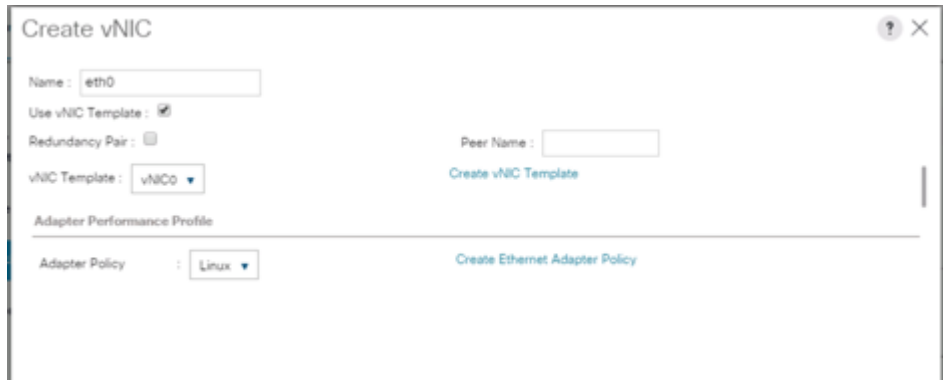 Create vNIC
?
Name : eth0
Use vNIC Template :
Redundancy Pair : Peer Name :
vNIC Template : vNIC0 Create vNIC Template
Adapter Performance Profile
Adapter Policy : Linux Create Ethernet Adapter Policy